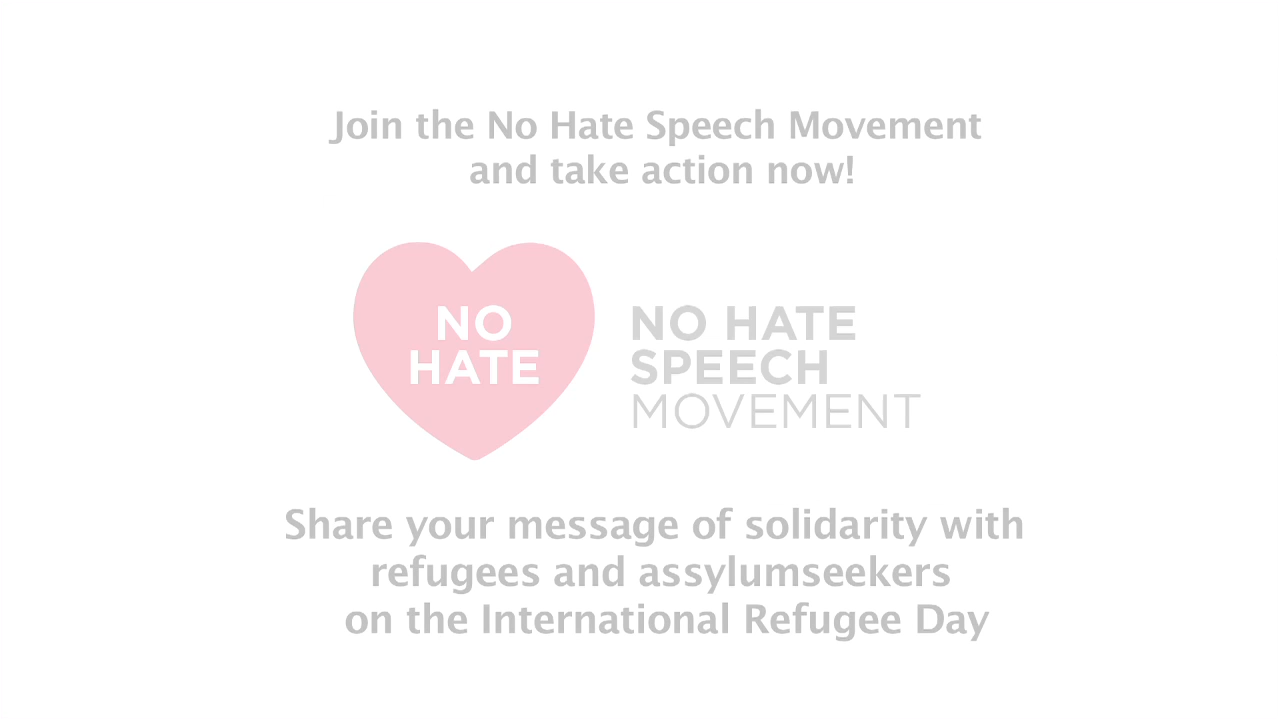 Join the No Hate Speech Movement
and take action now!
NO
HATE
NO HATE
SPEECH
MOVEMENT
Share your message of solidarity with
refugees and assylumseekers
on the International Refugee Day